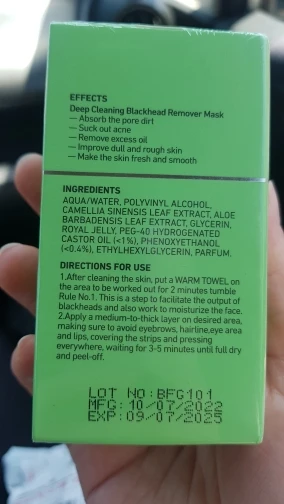 EFFECTS
Deep Cleaning Blackhead Remover Mask
— Absorb the pore dirt
— Suck out acne
— Remove excess oil
— Improve dull and rough skin
— Make the skin fresh and smooth
INGREDIENTS
AQUA/WATER, POLYVINYL ALCOHOL,
CAMELLIA SINENSIS LEAF EXTRACT, ALOE
BARBADENSIS LEAF EXTRACT, GLYCERIN,
ROYAL JELLY, PEG-40 HYDROGENATED
CASTOR OIL (<1%), PHENOXYETHANOL
(<0.4%), ETHYLHEXYLGLYCERIN, PARFUM.
DIRECTIONS FOR USE
1.After cleaning the skin, put a WARM TOWEL on
the area to be worked out for 2 minutes tumble
Rule No.1. This is a step to facilitate the output of
blackheads and also work to moisturize the face.
2.Apply a medium-to-thick layer on desired area,
making sure to avoid eyebrows, hairline,eye area
and lips, covering the strips and pressing
everywhere, waiting for 3-5 minutes until full dry
and peel-off.
LOT NO:BFG101
MFG: 10/07/2022
EXP:09/07/2025